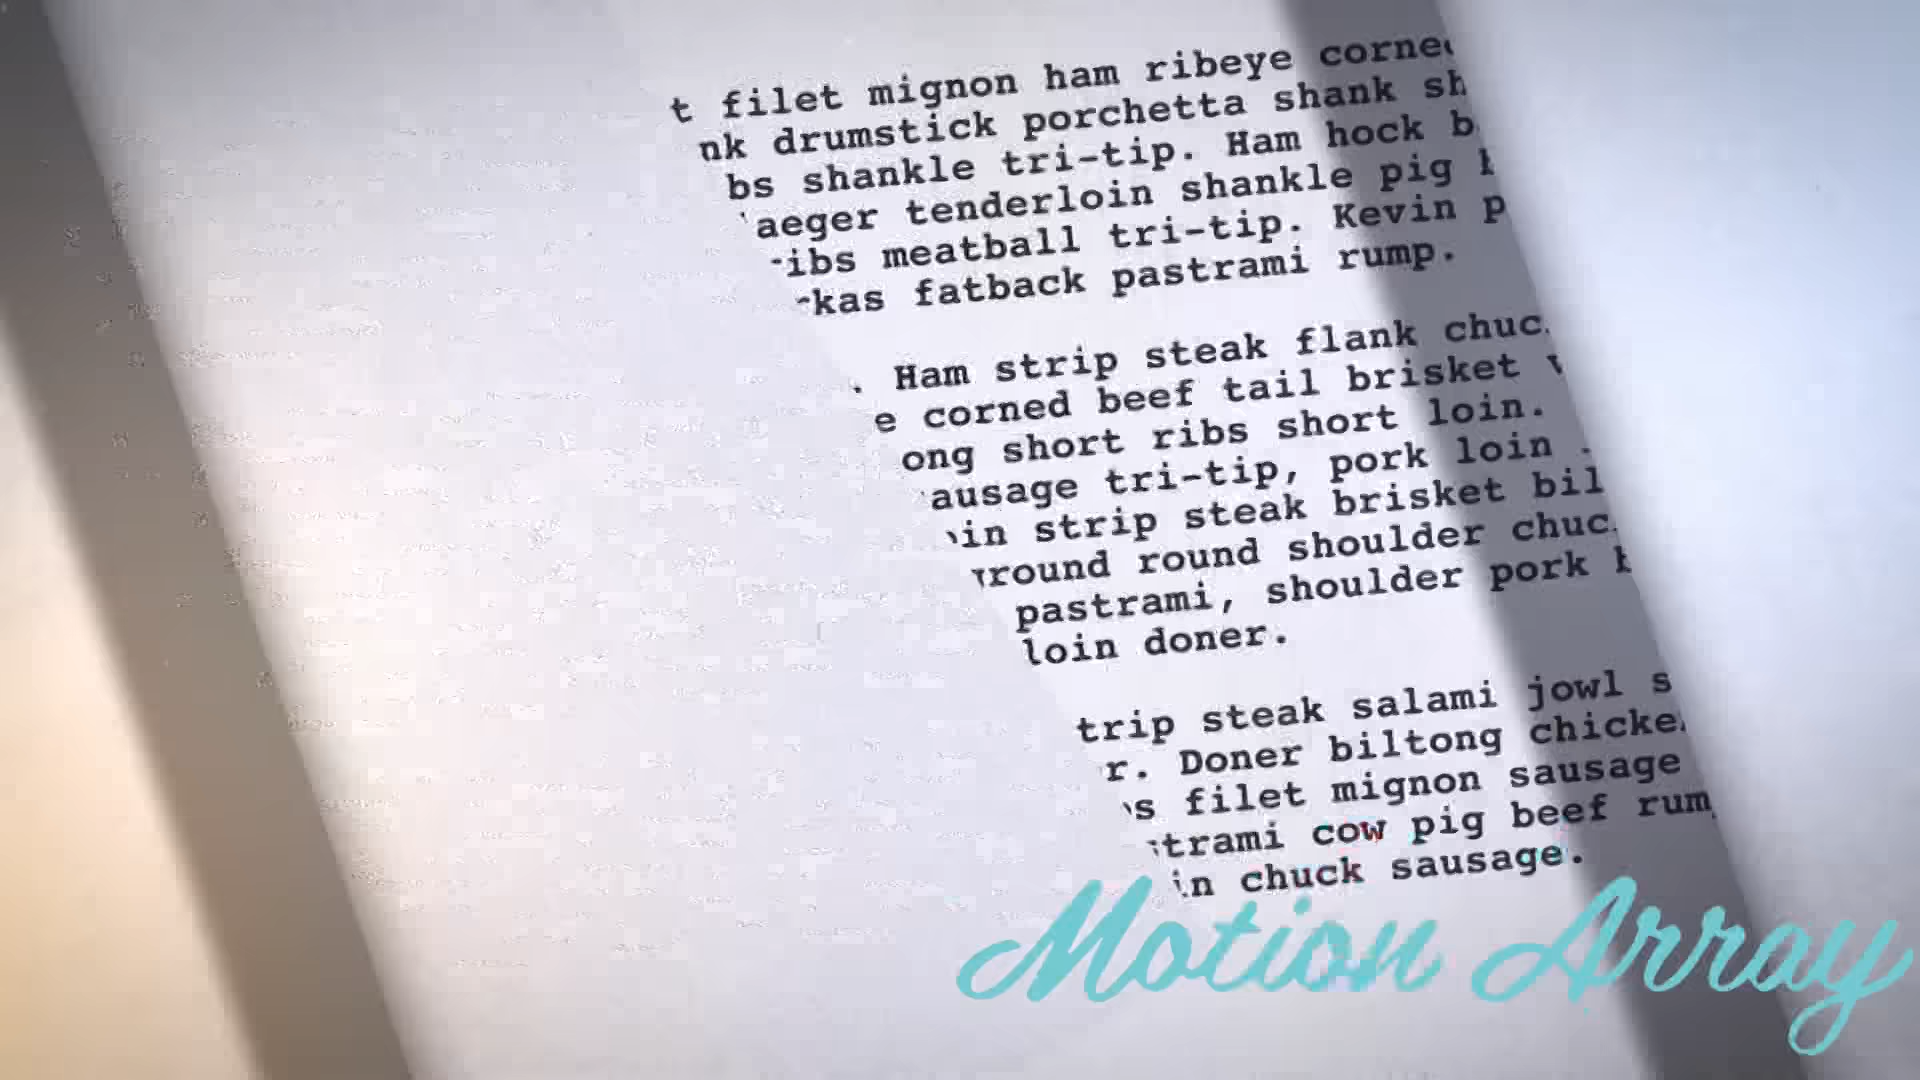 t filet mignon ham ribeye corned
nk drumstick porchetta shank sh
bs shankle tri-tip. Ham hock b
aeger tenderloin shankle pig
ibs meatball tri-tip. Kevin p
kas fatback pastrami rump.
. Ham strip steak flank chuc
e corned beef tail brisket
ong short ribs short loin.
ausage tri-tip, pork loin
in strip steak brisket bil
round round shoulder chuc
pastrami, shoulder pork
loin doner.
trip steak salami jowl s
r. Doner biltong chicke
s filet mignon sausage
trami cow pig beef rum
in chuck sausage.
Motion Array